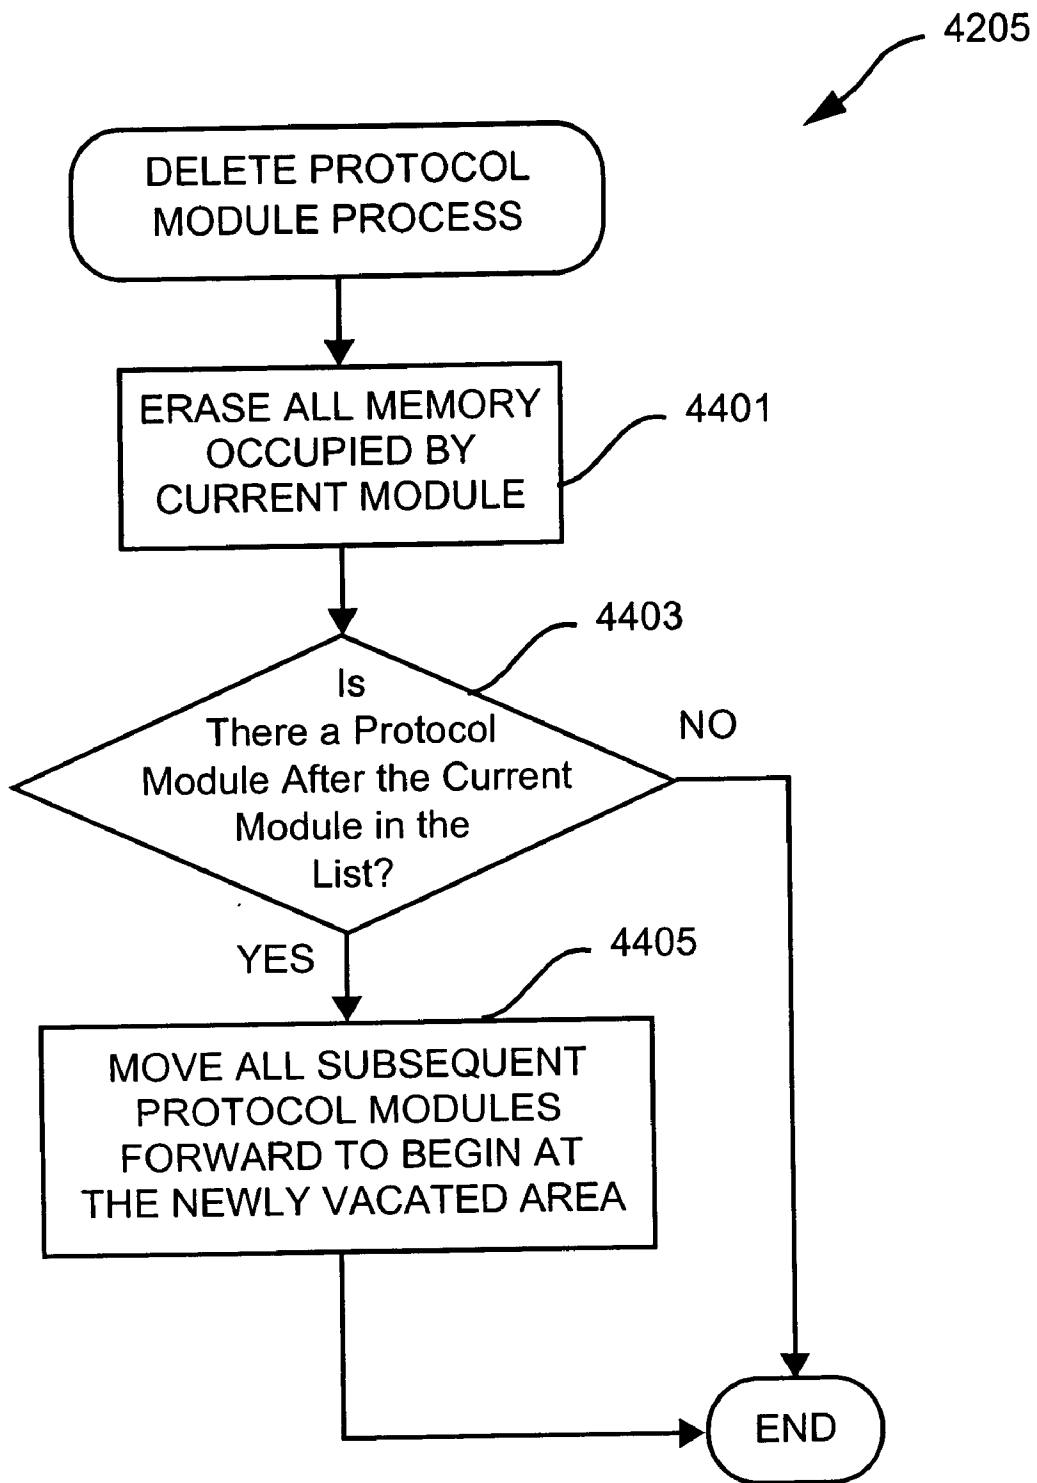 4205
DELETE PROTOCOL
MODULE PROCESS
ERASE ALL MEMORY
OCCUPIED BY
CURRENT MODULE
4401
4403
Is
There a Protocol
Module After the Current
Module in the
List?
NO
YES
4405
MOVE ALL SUBSEQUENT
PROTOCOL MODULES
FORWARD TO BEGIN AT
THE NEWLY VACATED AREA
END